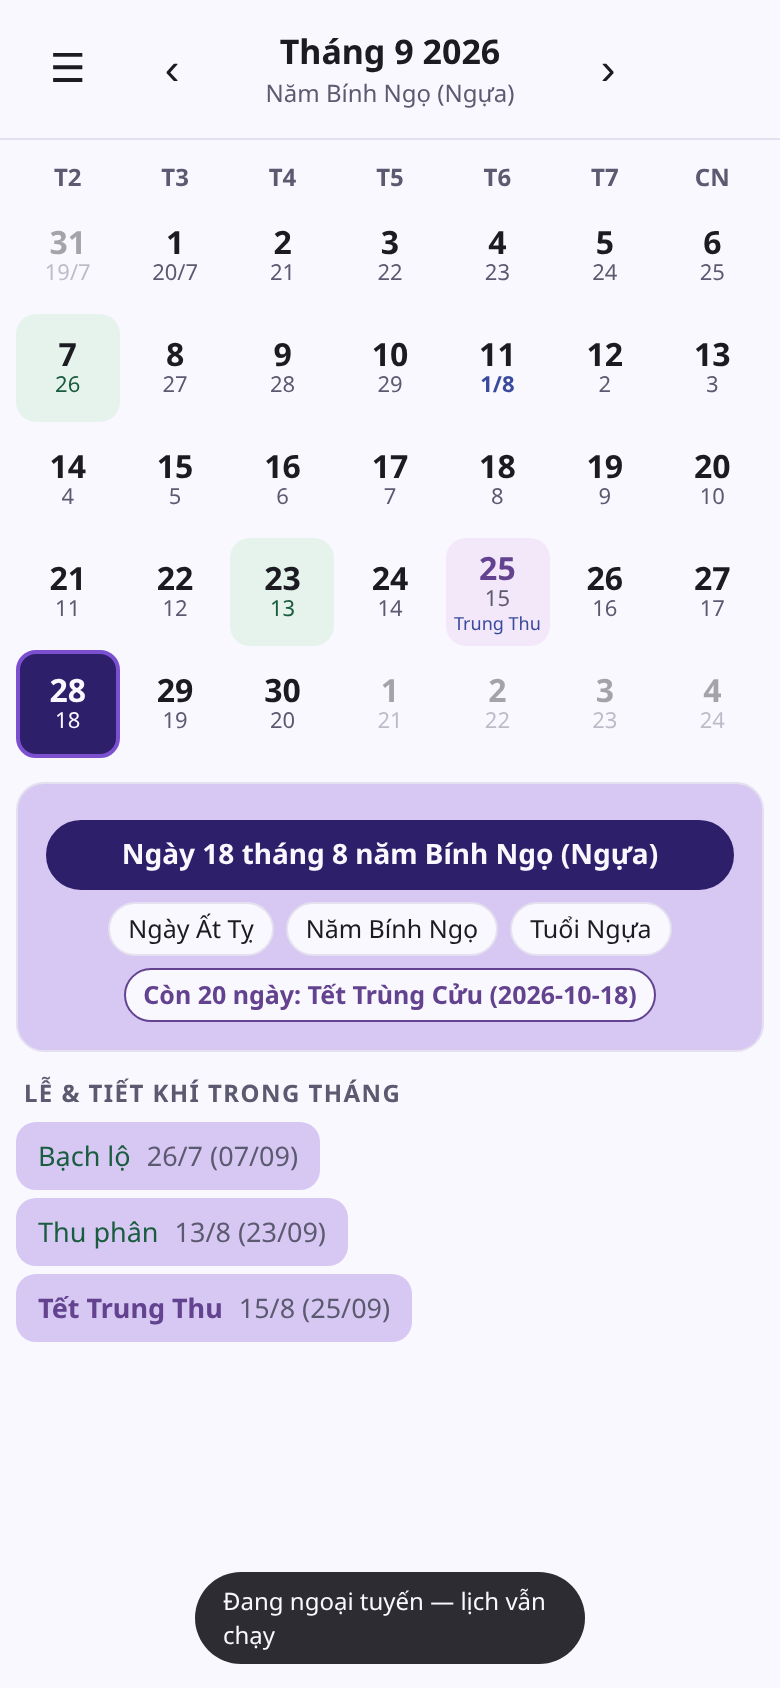 ☰ ‹ Tháng 9 2026 ›
Năm Bính Ngọ (Ngựa)
T2 T3 T4 T5 T6 T7 CN
31 1 2 3 4 5 6
19/7 20/7 21 22 23 24 25
7 8 9 10 11 12 13
26 27 28 29 1/8 2 3
14 15 16 17 18 19 20
4 5 6 7 8 9 10
21 22 23 24 25 26 27
11 12 13 14 15 16 17
Trung Thu
28 29 30 1 2 3 4
18 19 20 21 22 23 24
Ngày 18 tháng 8 năm Bính Ngọ (Ngựa)
Ngày Ất Tỵ Năm Bính Ngọ Tuổi Ngựa
Còn 20 ngày: Tết Trùng Cửu (2026-10-18)
LỄ & TIẾT KHÍ TRONG THÁNG
Bạch lộ 26/7 (07/09)
Thu phân 13/8 (23/09)
Tết Trung Thu 15/8 (25/09)
Đang ngoại tuyến — lịch vẫn
chạy